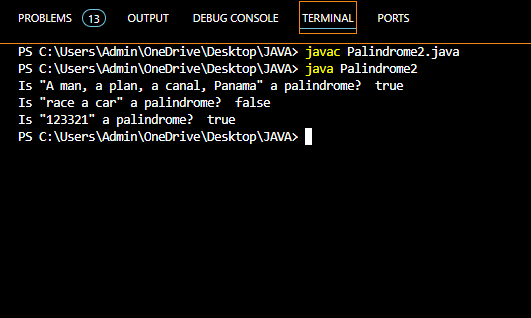 PROBLEMS 13 OUTPUT DEBUG CONSOLE TERMINAL PORTS
PS C:\Users\Admin\OneDrive\Desktop\JAVA> javac Palindrome2.java
PS C:\Users\Admin\OneDrive\Desktop\JAVA> java Palindrome2
Is "A man, a plan, a canal, Panama" a palindrome?  true
Is "race a car" a palindrome?  false
Is "123321" a palindrome?  true
PS C:\Users\Admin\OneDrive\Desktop\JAVA>